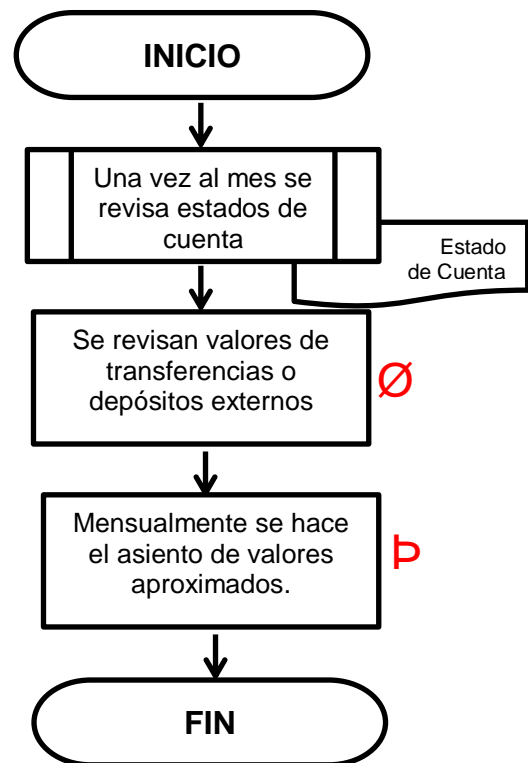 INICIO
Una vez al mes se
revisa estados de
cuenta
Estado
de Cuenta
Se revisan valores de
transferencias o
depósitos externos
Ø
Mensualmente se hace
el asiento de valores
aproximados.
Þ
FIN